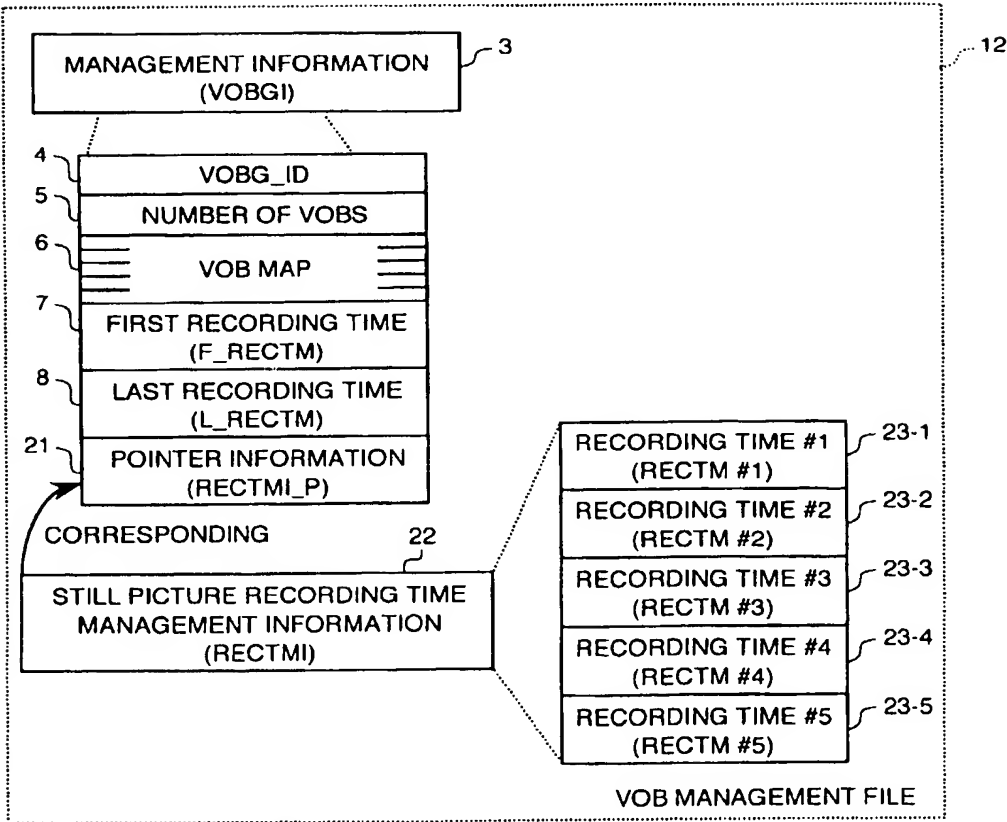 3
12
MANAGEMENT INFORMATION
(VOBGI)
4
VOBG_ID
5
NUMBER OF VOBS
6
VOB MAP
7
FIRST RECORDING TIME
(F_RECTM)
8
LAST RECORDING TIME
(L_RECTM)
21
POINTER INFORMATION
(RECTMI_P)
CORRESPONDING
22
STILL PICTURE RECORDING TIME
MANAGEMENT INFORMATION
(RECTMI)
RECORDING TIME #1
(RECTM #1)
23-1
RECORDING TIME #2
(RECTM #2)
23-2
RECORDING TIME #3
(RECTM #3)
23-3
RECORDING TIME #4
(RECTM #4)
23-4
RECORDING TIME #5
(RECTM #5)
23-5
VOB MANAGEMENT FILE